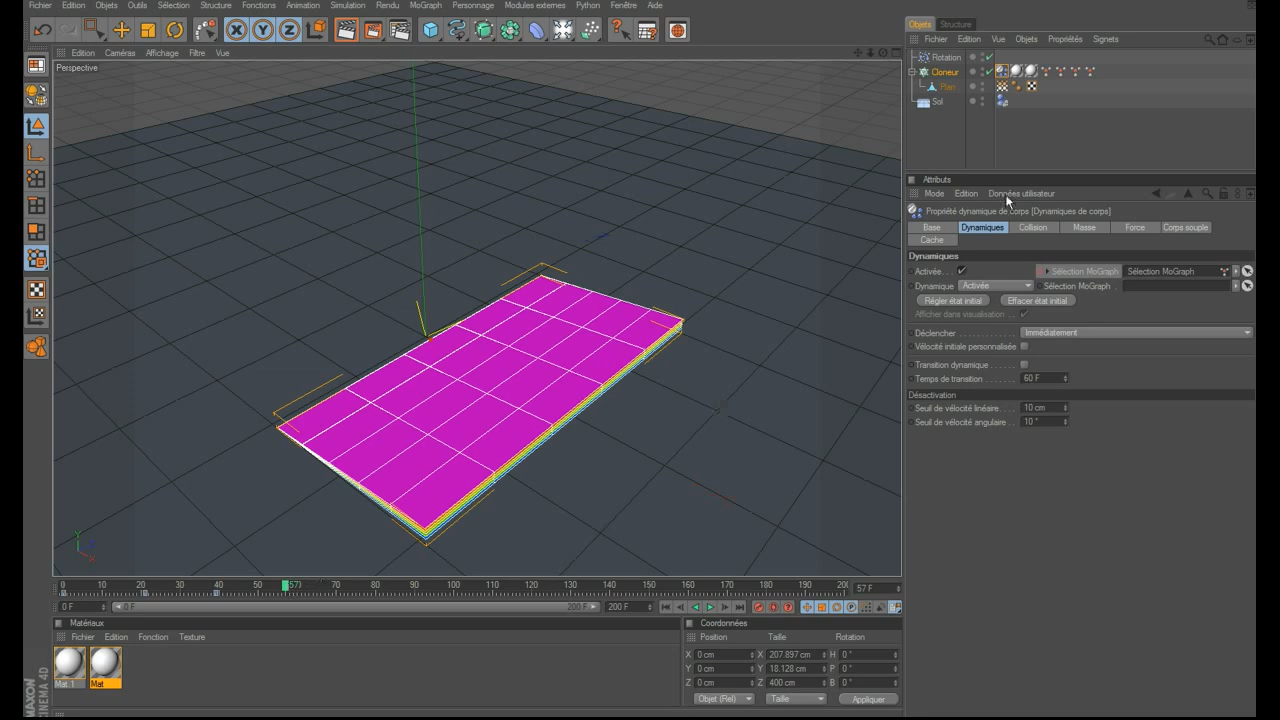 Fichier Edition Objets Outils Sélection Structure Fonctions Animation Simulation Rendu MoGraph Personnage Modules externes Python Fenêtre Aide
X Y Z
Objets Structure
Fichier Edition Vue Objets Propriétés Signets
Edition Caméras Affichage Filtre Vue
Perspective
Rotation
Cloneur
Plan
Sol
Attributs
Mode Edition Données utilisateur
Propriété dynamique de corps [Dynamiques de corps]
Base Dynamiques Collision Masse Force Corps souple
Cache
Dynamiques
Activée. . . Sélection MoGraph Sélection MoGraph
Dynamique Activée Sélection MoGraph .
Régler état initial Effacer état initial
Afficher dans visualisation . .
Déclencher . . . . . . . . . . . . Immédiatement
Vélocité initiale personnalisée
Transition dynamique . . . . . .
Temps de transition . . . . . . . 60 F
Désactivation
Seuil de vélocité linéaire. . . . 10 cm
Seuil de vélocité angulaire . . 10 °
Y
X
0 10 20 30 40 50 57 70 80 90 100 110 120 130 140 150 160 170 180 190 200 57 F
0 F 0 F 200 F 200 F
Matériaux
Fichier Edition Fonction Texture
Mat.1 Mat
Coordonnées
Position Taille Rotation
X 0 cm X 207.897 cm H 0 °
Y 0 cm Y 18.128 cm P 0 °
Z 0 cm Z 400 cm B 0 °
Objet (Rel) Taille Appliquer
MAXON
CINEMA 4D